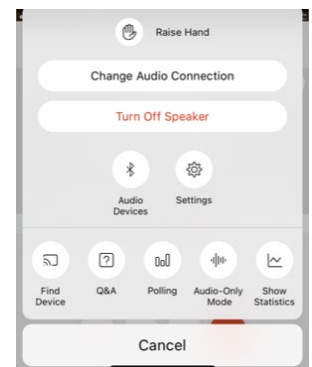 Raise Hand
Change Audio Connection
Turn Off Speaker
Audio
Devices
Settings
Find
Device
Q&A
Polling
Audio-Only
Mode
Show
Statistics
Cancel